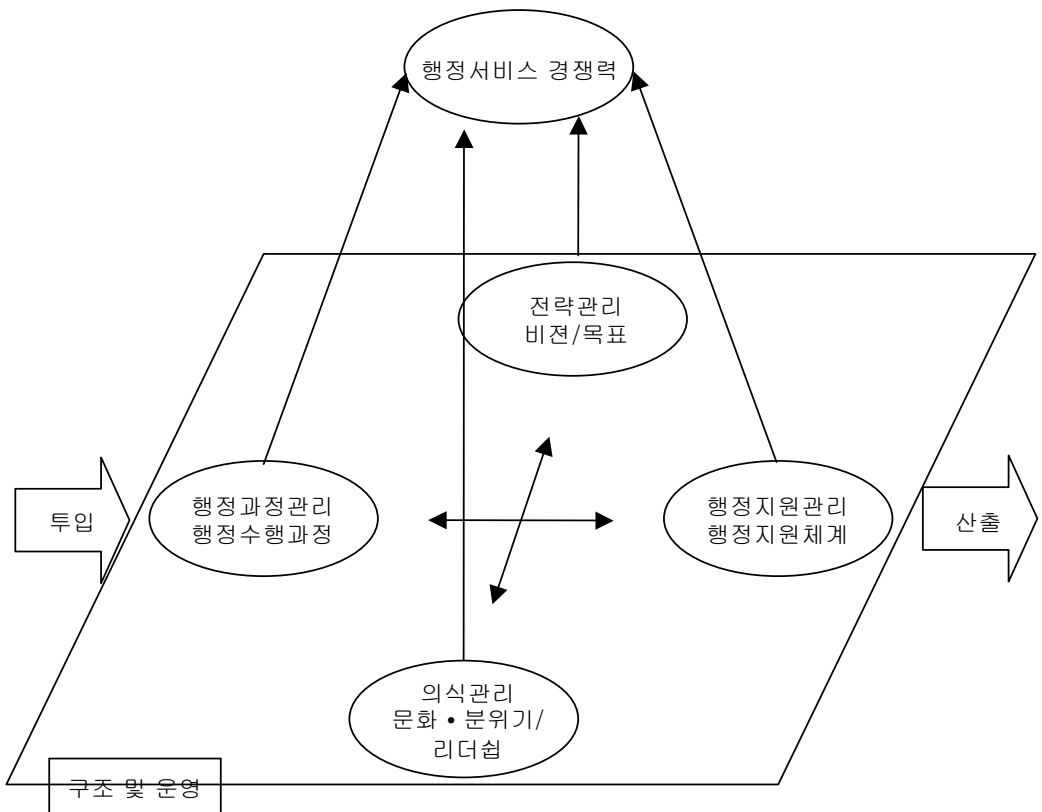 행정서비스 경쟁력
전략관리
비젼/목표
투입
행정과정관리
행정수행과정
행정지원관리
행정지원체계
산출
의식관리
문화 • 분위기/
리더쉽
구조 및 운영